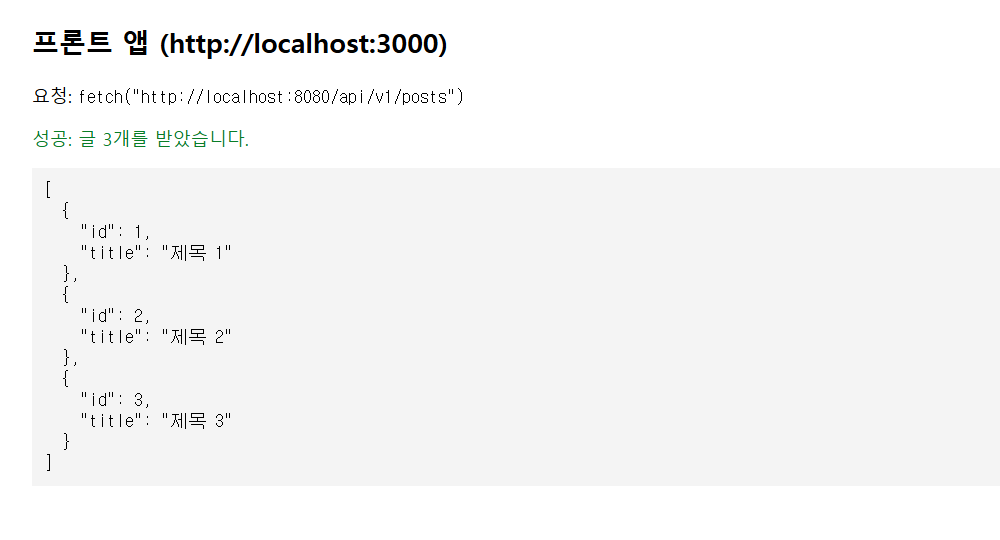 프론트 앱 (http://localhost:3000)
요청: fetch("http://localhost:8080/api/v1/posts")
성공: 글 3개를 받았습니다.
[
  {
    "id": 1,
    "title": "제목 1"
  },
  {
    "id": 2,
    "title": "제목 2"
  },
  {
    "id": 3,
    "title": "제목 3"
  }
]